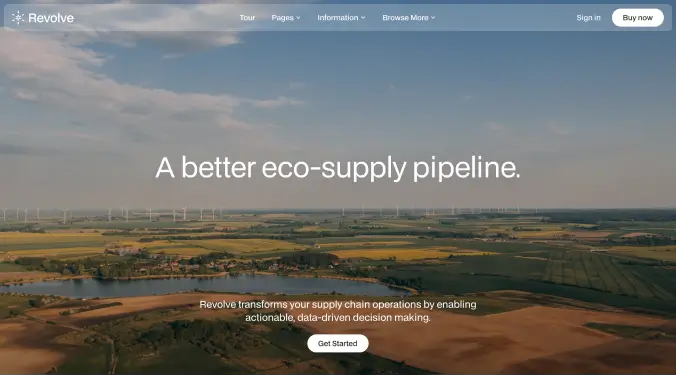 Revolve
Tour
Pages
Information
Browse More
Sign in
Buy now
A better eco-supply pipeline.
Revolve transforms your supply chain operations by enabling
actionable, data-driven decision making.
Get Started